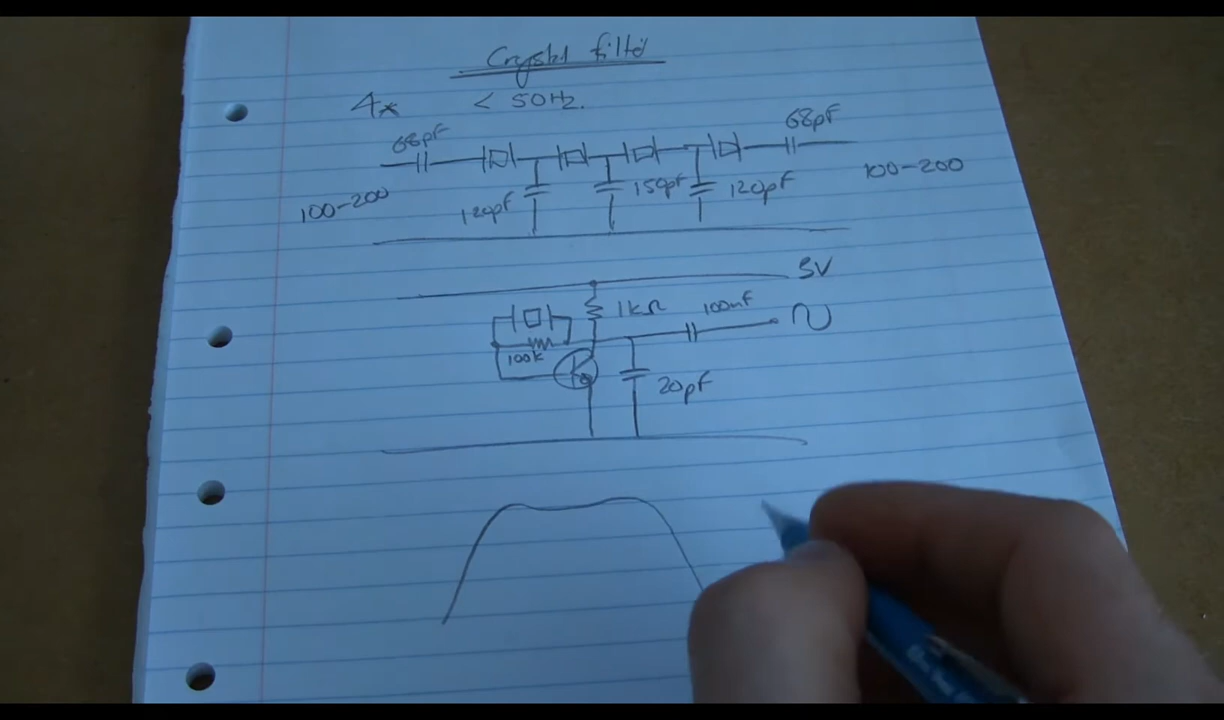 Crystal filter
4x < 50Hz.
68pF 68pF
100-200 120pF 150pF 120pF 100-200
5V
1kΩ 100nF
100k
20pF